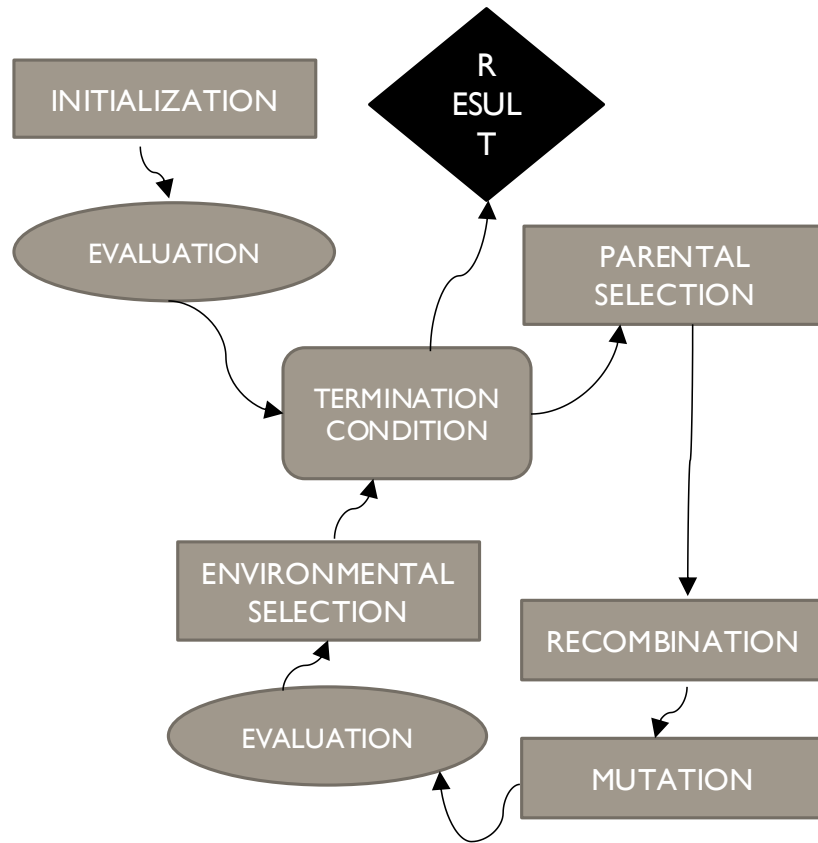 INITIALIZATION
R
ESUL
T
EVALUATION
PARENTAL
SELECTION
TERMINATION
CONDITION
ENVIRONMENTAL
SELECTION
RECOMBINATION
EVALUATION
MUTATION